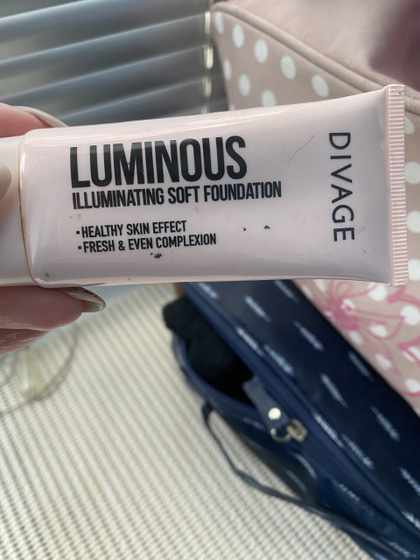 LUMINOUS
ILLUMINATING SOFT FOUNDATION
•HEALTHY SKIN EFFECT
•FRESH & EVEN COMPLEXION
DIVAGE